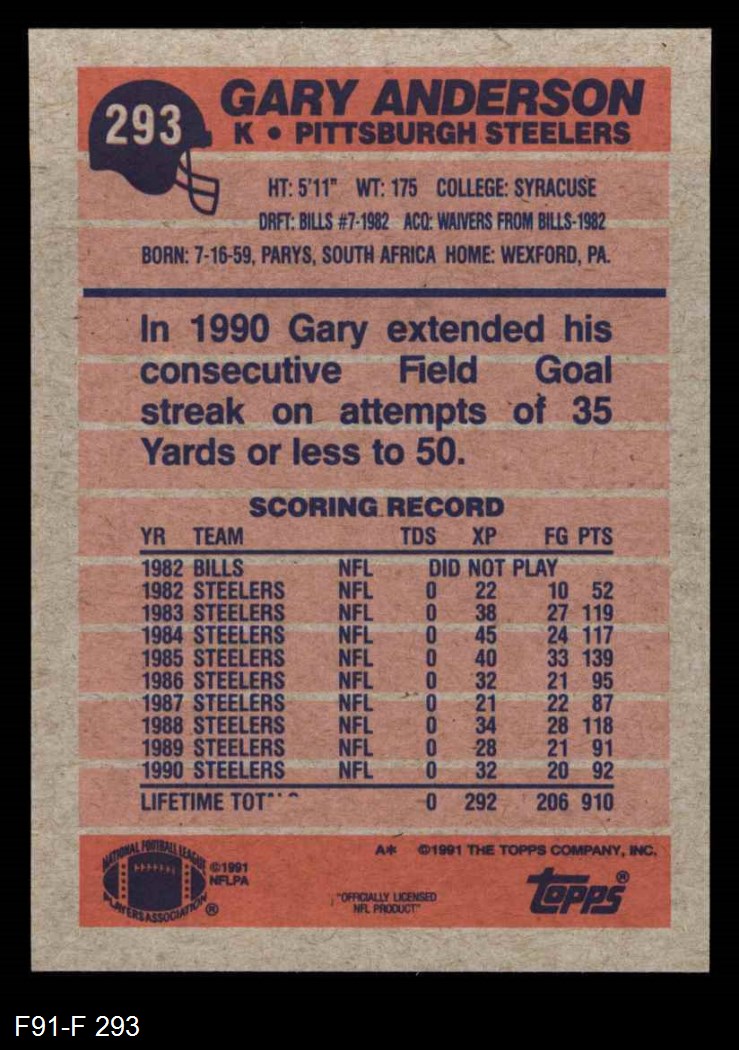 293
GARY ANDERSON
K • PITTSBURGH STEELERS
HT: 5'11" WT: 175 COLLEGE: SYRACUSE
DRFT: BILLS #7-1982 ACQ: WAIVERS FROM BILLS-1982
BORN: 7-16-59, PARYS, SOUTH AFRICA HOME: WEXFORD, PA.
In 1990 Gary extended his
consecutive Field Goal
streak on attempts of 35
Yards or less to 50.
SCORING RECORD
YR TEAM TDS XP FG PTS
1982 BILLS NFL DID NOT PLAY
1982 STEELERS NFL 0 22 10 52
1983 STEELERS NFL 0 38 27 119
1984 STEELERS NFL 0 45 24 117
1985 STEELERS NFL 0 40 33 139
1986 STEELERS NFL 0 32 21 95
1987 STEELERS NFL 0 21 22 87
1988 STEELERS NFL 0 34 28 118
1989 STEELERS NFL 0 28 21 91
1990 STEELERS NFL 0 32 20 92
LIFETIME 0 292 206 910
A* ©1991 THE TOPPS COMPANY, INC.
NATIONAL FOOTBALL LEAGUE
PLAYERS ASSOCIATION ®
©1991
NFLPA
"OFFICIALLY LICENSED
NFL PRODUCT"
TOPPS®
F91-F 293